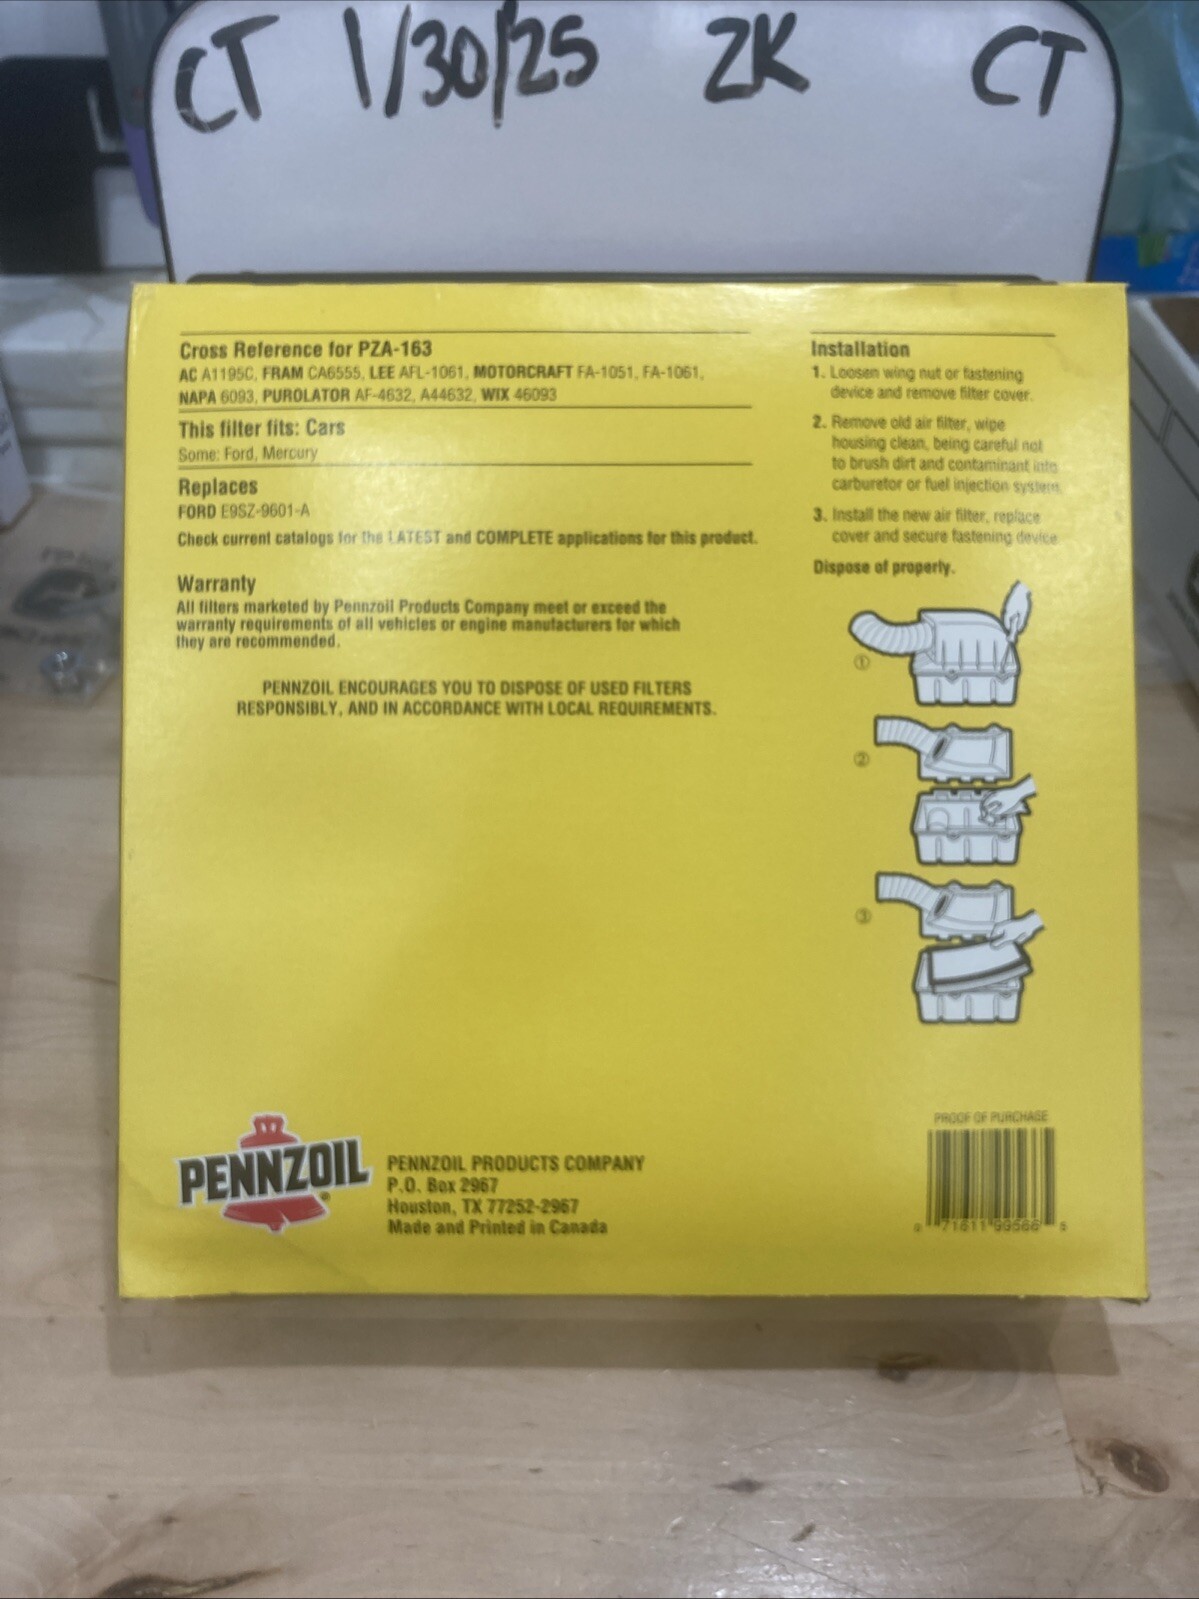 CT 1/30/25 ZK CT
Cross Reference for PZA-163
AC A1195C, FRAM CA6555, LEE AFL-1061, MOTORCRAFT FA-1051, FA-1061,
NAPA 6093, PUROLATOR AF-4632, A44632, WIX 46093
This filter fits: Cars
Some: Ford, Mercury
Replaces
FORD E9SZ-9601-A
Check current catalogs for the LATEST and COMPLETE applications for this product.
Warranty
All filters marketed by Pennzoil Products Company meet or exceed the
warranty requirements of all vehicles or engine manufacturers for which
they are recommended.
PENNZOIL ENCOURAGES YOU TO DISPOSE OF USED FILTERS
RESPONSIBLY, AND IN ACCORDANCE WITH LOCAL REQUIREMENTS.
Installation
1. Loosen wing nut or fastening
device and remove filter cover.
2. Remove old air filter, wipe
housing clean, being careful not
to brush dirt and contaminant into
carburetor or fuel injection system.
3. Install the new air filter, replace
cover and secure fastening device.
Dispose of properly.
①
②
③
PENNZOIL ®
PENNZOIL PRODUCTS COMPANY
P.O. Box 2967
Houston, TX 77252-2967
Made and Printed in Canada
PROOF OF PURCHASE
0 71611 99566 5